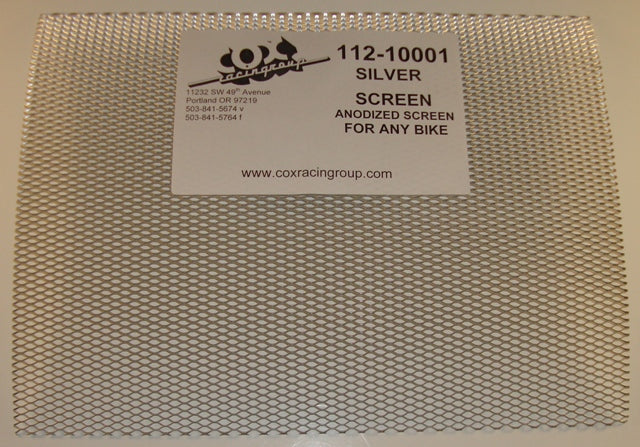 COX
racingroup
11232 SW 49th Avenue
Portland OR 97219
503-841-5674 v
503-841-5764 f
112-10001
SILVER
SCREEN
ANODIZED SCREEN
FOR ANY BIKE
www.coxracingroup.com